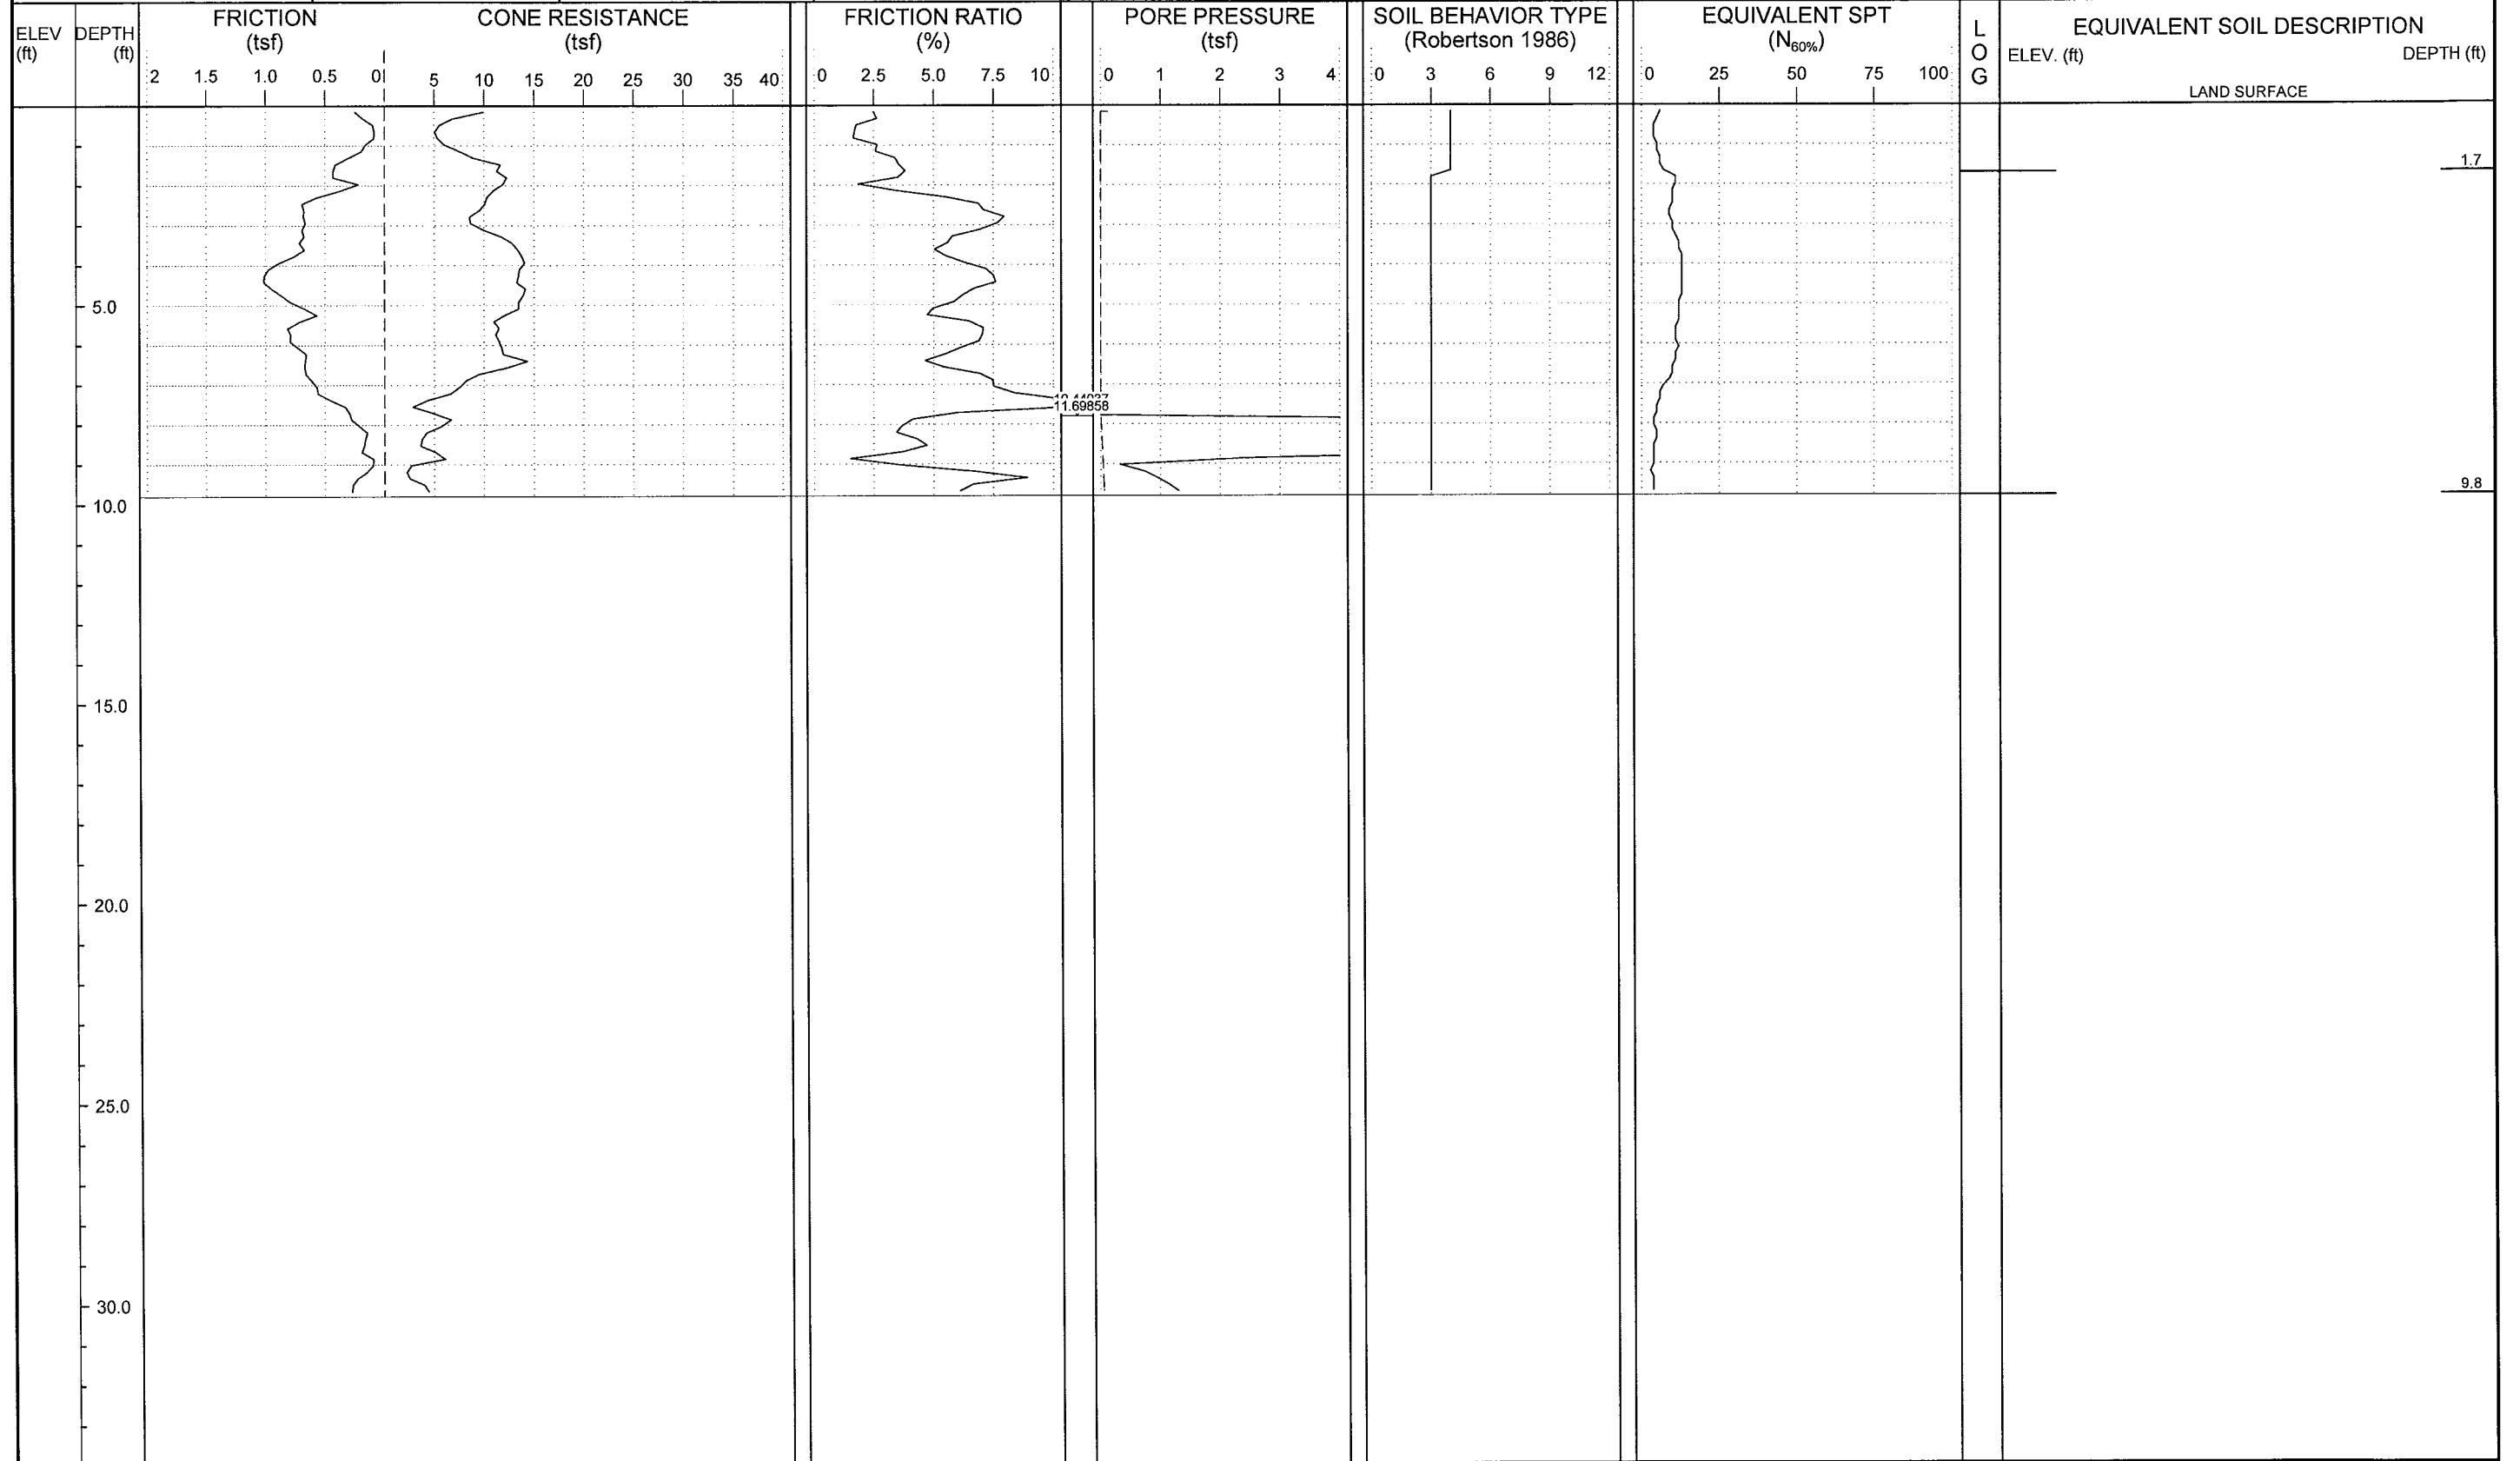 ELEV (ft)
DEPTH (ft)
FRICTION
(tsf)
2 1.5 1.0 0.5 0
CONE RESISTANCE
(tsf)
5 10 15 20 25 30 35 40
FRICTION RATIO
(%)
0 2.5 5.0 7.5 10
PORE PRESSURE
(tsf)
0 1 2 3 4
SOIL BEHAVIOR TYPE
(Robertson 1986)
0 3 6 9 12
EQUIVALENT SPT
(N60%)
0 25 50 75 100
L
O
G
EQUIVALENT SOIL DESCRIPTION
ELEV. (ft) DEPTH (ft)
LAND SURFACE
1.7
5.0
11.69858
9.8
10.0
15.0
20.0
25.0
30.0